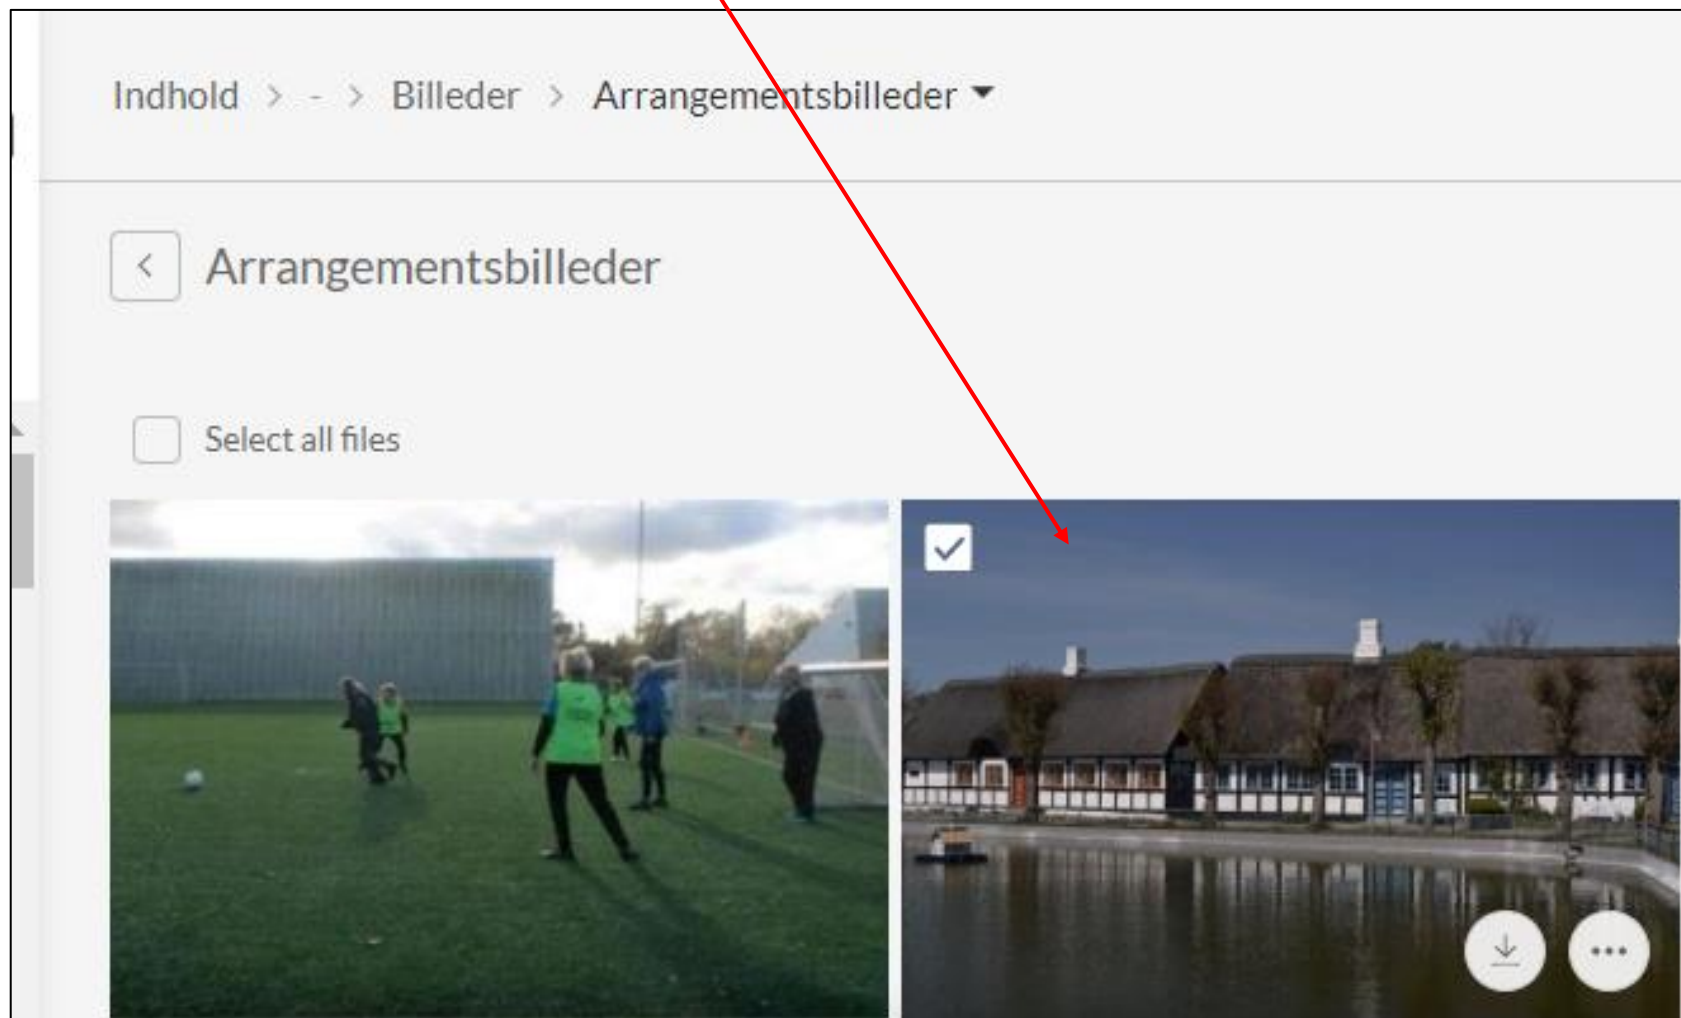 Indhold > - > Billeder > Arrangementsbilleder
Arrangementsbilleder
Select all files